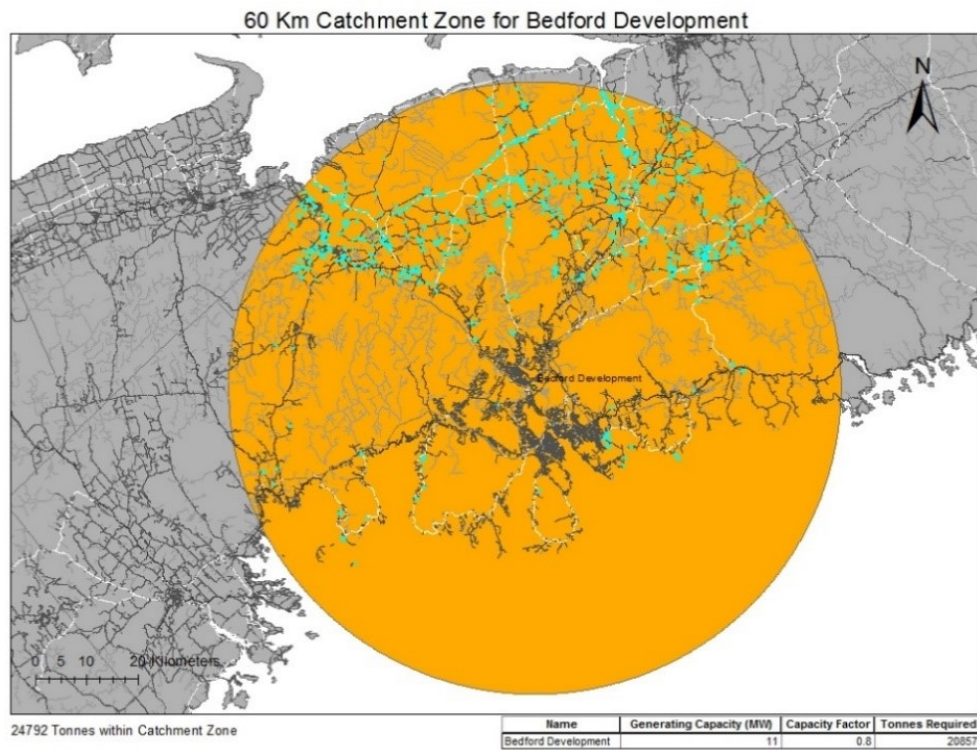 60 Km Catchment Zone for Bedford Development
N
Bedford Development
0 5 10 20 Kilometers
24792 Tonnes within Catchment Zone
Name Generating Capacity (MW) Capacity Factor Tonnes Required
Bedford Development 11 0.8 20857